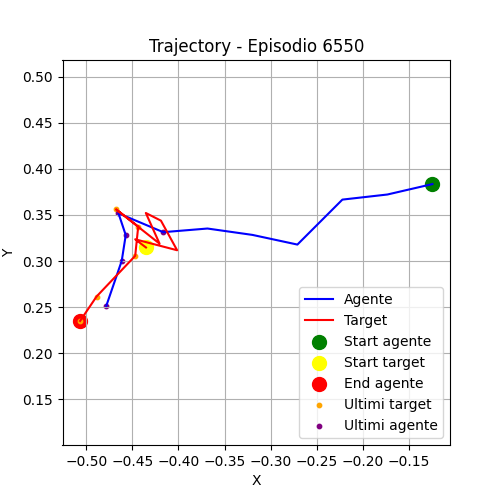 Trajectory - Episodio 6550
0.50
0.45
0.40
0.35
0.30
0.25
0.20
0.15
Y
Agente
Target
Start agente
Start target
End agente
Ultimi target
Ultimi agente
−0.50 −0.45 −0.40 −0.35 −0.30 −0.25 −0.20 −0.15
X